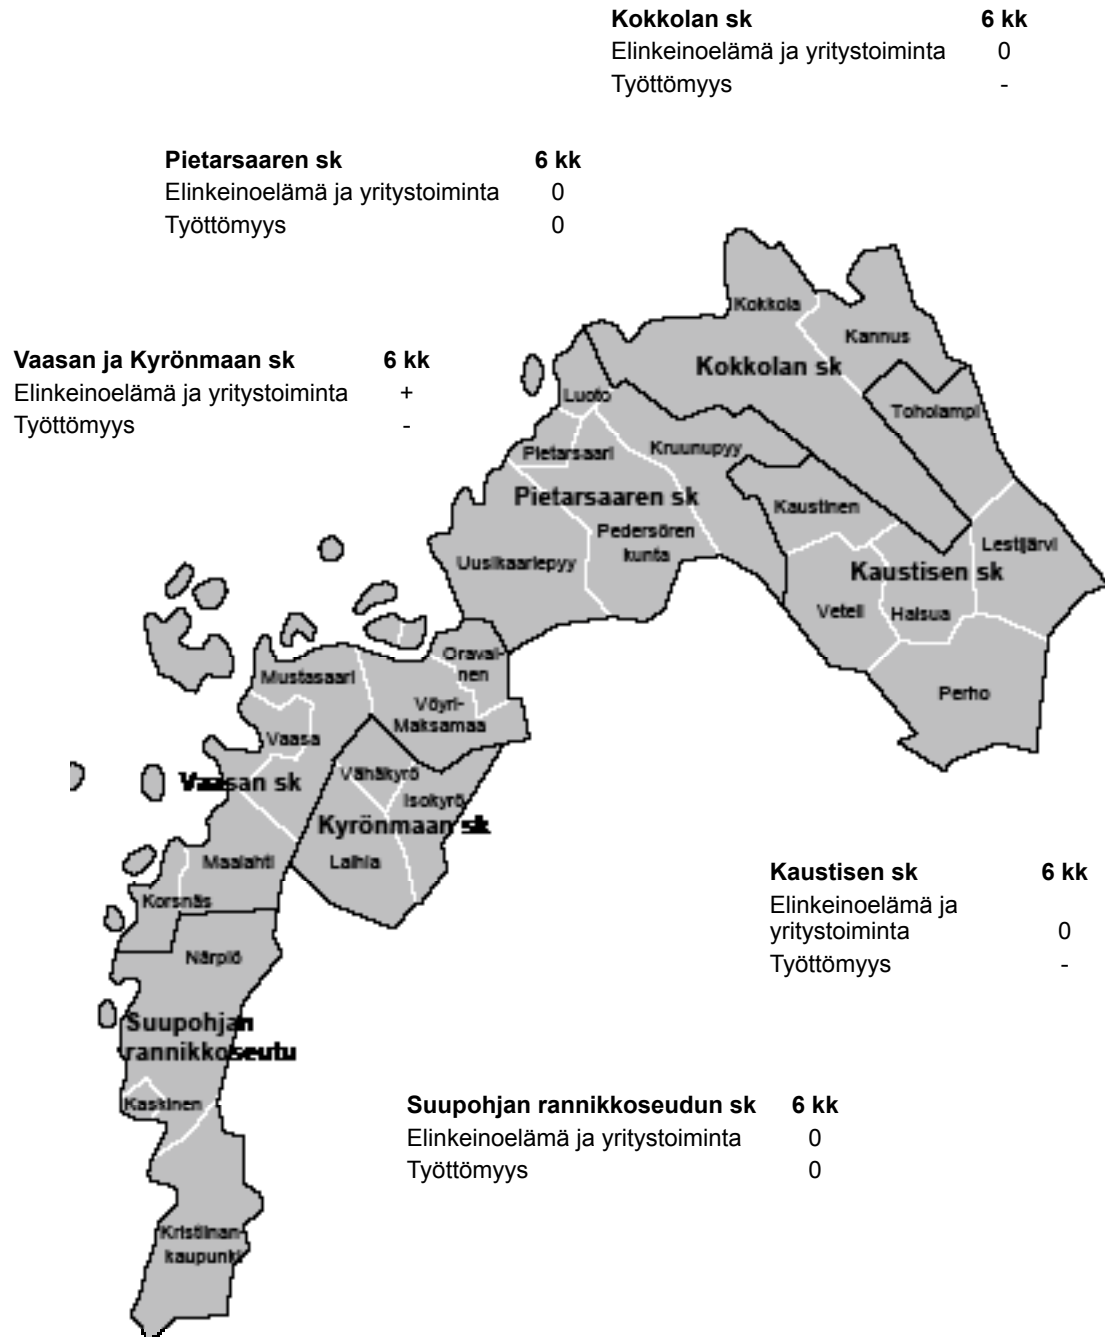 Kokkolan sk 6 kk
Elinkeinoelämä ja yritystoiminta 0
Työttömyys -
Pietarsaaren sk 6 kk
Elinkeinoelämä ja yritystoiminta 0
Työttömyys 0
Vaasan ja Kyrönmaan sk 6 kk
Elinkeinoelämä ja yritystoiminta +
Työttömyys -
Kokkola
Kannus
Kokkolan sk
Toholampi
Luoto
Kruunupyy
Pietarsaari
Pietarsaaren sk
Kaustinen
Pedersören
kunta
Lestijärvi
Uusikaarlepyy
Kaustisen sk
Veteli
Halsua
Perho
Oravai-
nen
Mustasaari
Vöyri-
Maksamaa
Vaasa
Vähäkyrö
Vaasan sk
Isokyrö
Kyrönmaan sk
Maalahti
Laihia
Korsnäs
Kaustisen sk 6 kk
Elinkeinoelämä ja
yritystoiminta 0
Työttömyys -
Närpiö
Suupohjan
rannikkoseutu
Kaskinen
Suupohjan rannikkoseudun sk 6 kk
Elinkeinoelämä ja yritystoiminta 0
Työttömyys 0
Kristiinan-
kaupunki